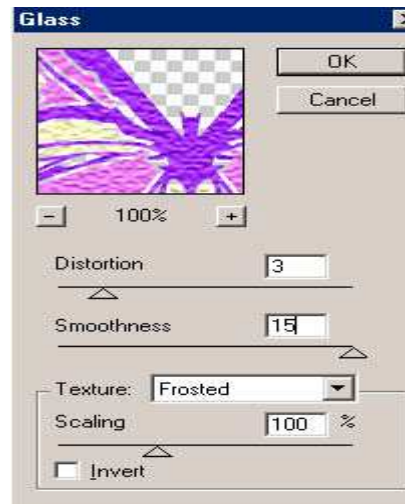 Glass
OK
Cancel
- 100% +
Distortion 3
Smoothness 15
Texture: Frosted
Scaling 100 %
Invert